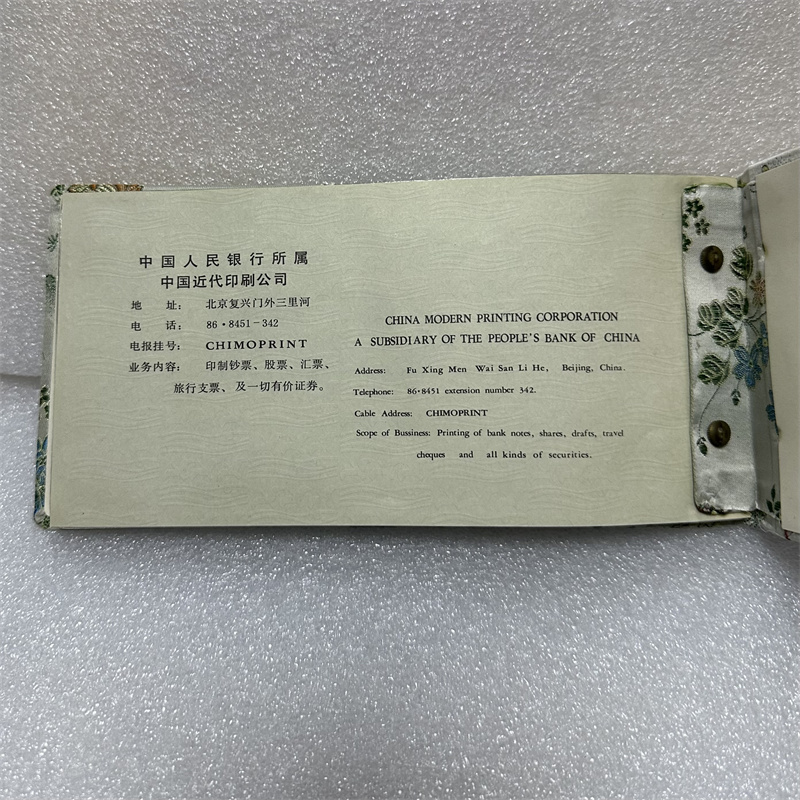 中国人民银行所属
中国近代印刷公司
地 址： 北京复兴门外三里河
电 话： 86·8451-342
电报挂号： CHIMOPRINT
业务内容： 印制钞票、股票、汇票、
旅行支票、及一切有价证券。
CHINA MODERN PRINTING CORPORATION
A SUBSIDIARY OF THE PEOPLE'S BANK OF CHINA
Address: Fu Xing Men Wai San Li He, Beijing, China.
Telephone: 86·8451 extension number 342.
Cable Address: CHIMOPRINT
Scope of Bussiness: Printing of bank notes, shares, drafts, travel
cheques and all kinds of securities.